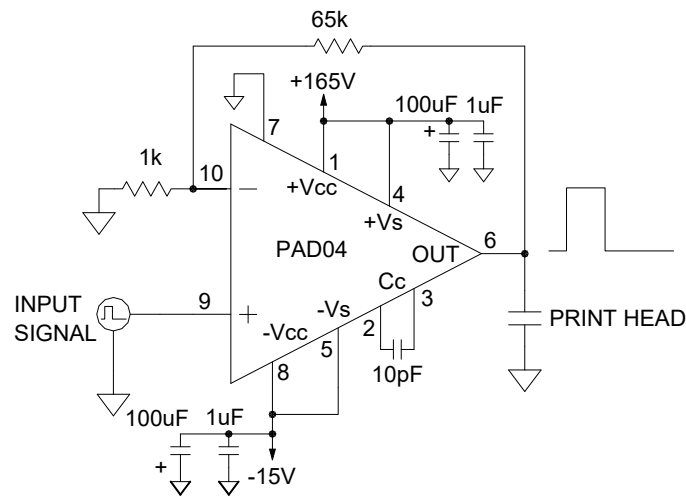 65k
+165V
100uF 1uF
+
7
1k
10
1
+Vcc
4
+Vs
PAD04
OUT
6
Cc
3
INPUT
SIGNAL
9
+
-Vs
-Vcc
2
5
8
10pF
PRINT HEAD
100uF 1uF
+
-15V